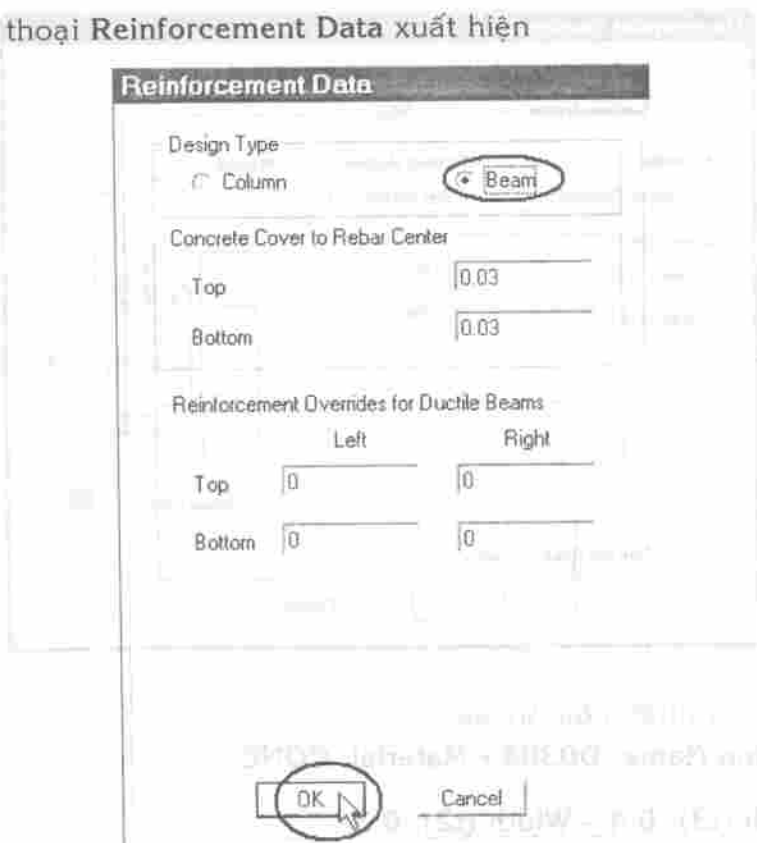 thoại Reinforcement Data xuất hiện
Reinforcement Data
Design Type
Column Beam
Concrete Cover to Rebar Center
Top 0.03
Bottom 0.03
Reinforcement Overrides for Ductile Beams
Left Right
Top 0 0
Bottom 0 0
OK Cancel